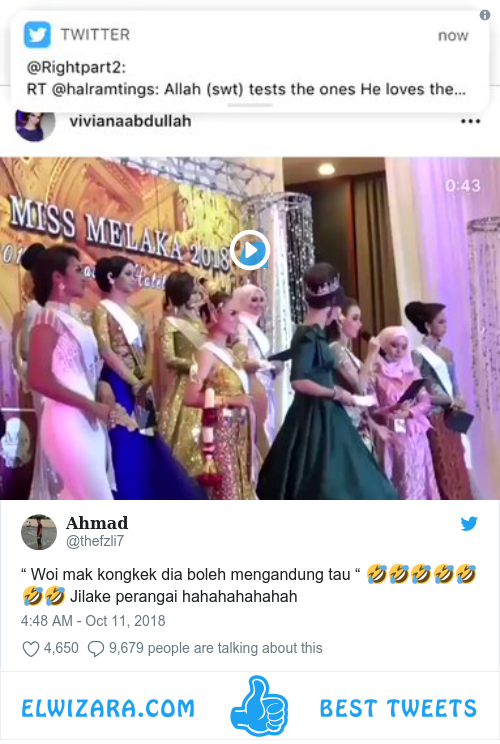 TWITTER
now
@Rightpart2:
RT @halramtings: Allah (swt) tests the ones He loves the...
vivianaabdullah
0:43
MISS MELAKA 2018
Ahmad
@thefzli7
“ Woi mak kongkek dia boleh mengandung tau “ 🤣🤣🤣🤣🤣
🤣🤣 Jilake perangai hahahahahahah
4:48 AM - Oct 11, 2018
4,650
9,679 people are talking about this
ELWIZARA.COM
BEST TWEETS